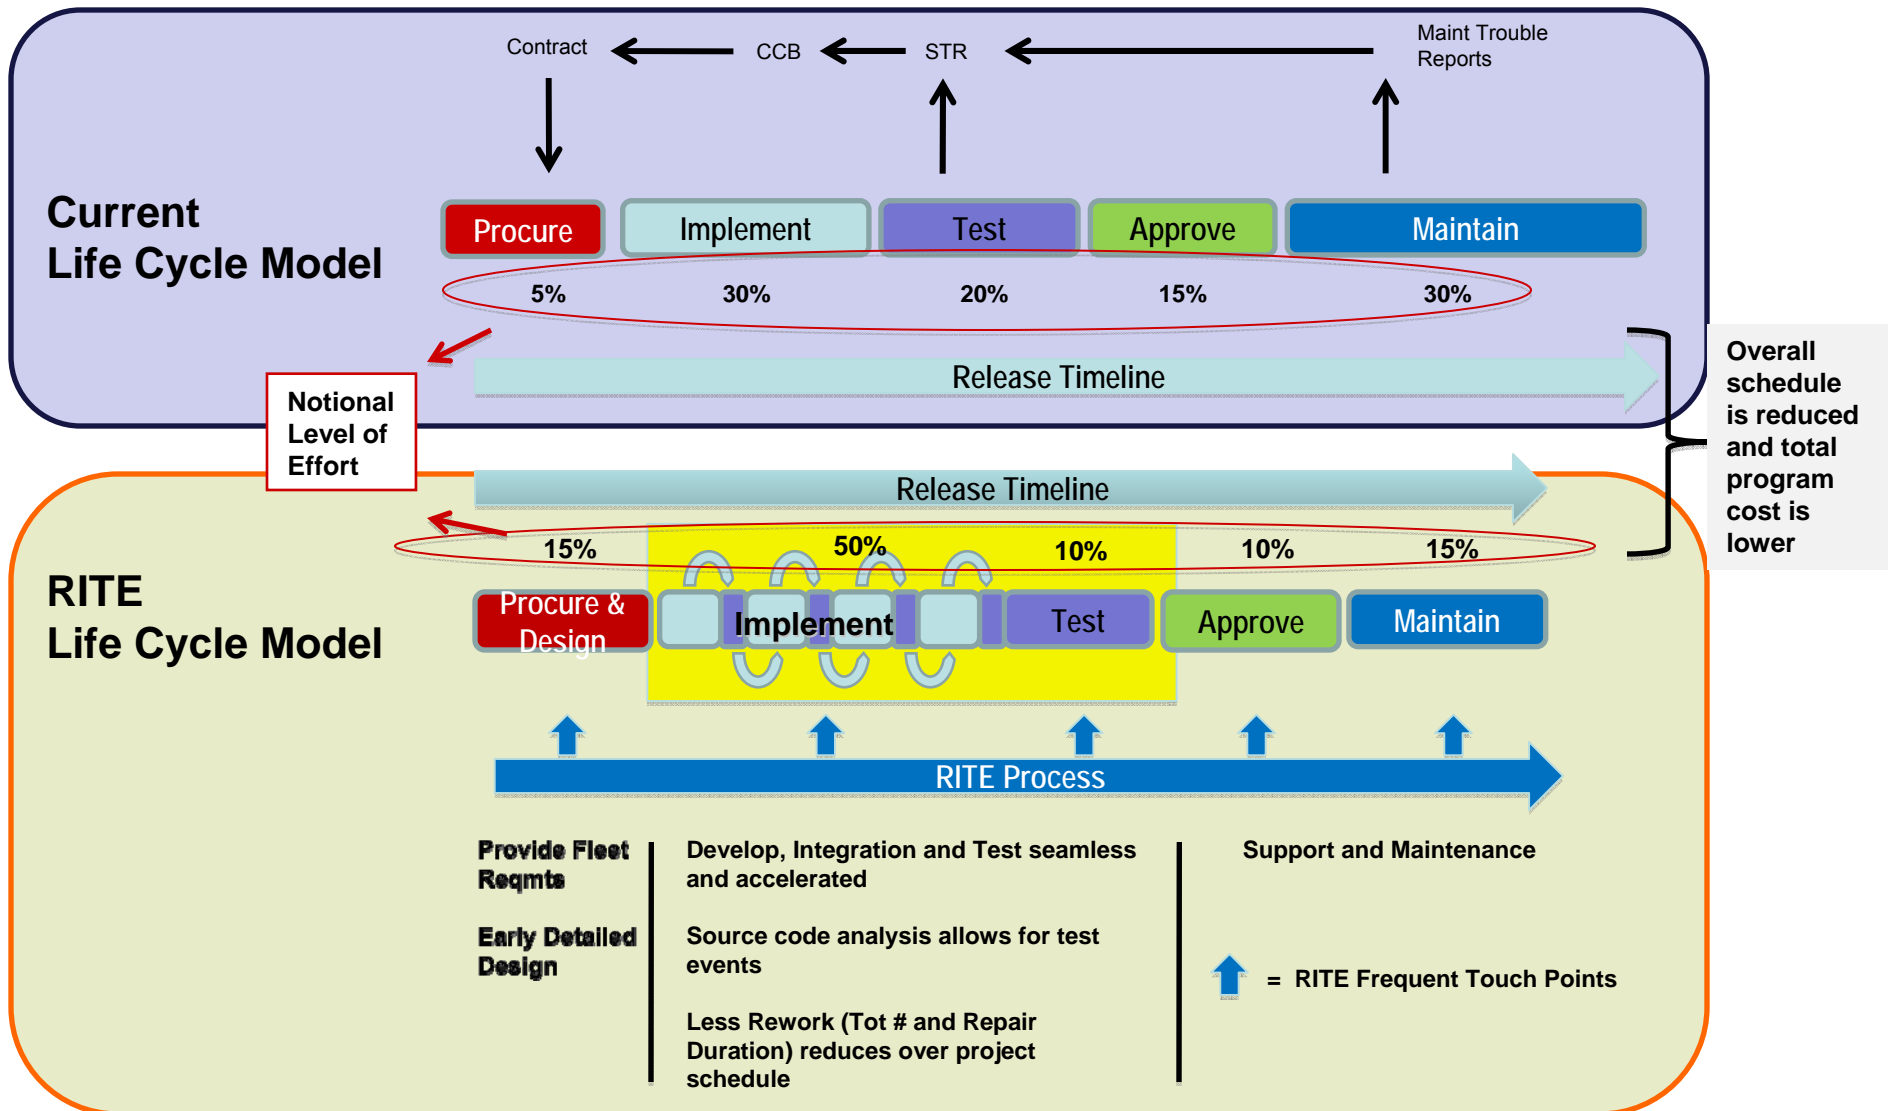 Contract
CCB
STR
Maint Trouble
Reports
Current
Life Cycle Model
Procure
Implement
Test
Approve
Maintain
5%
30%
20%
15%
30%
Release Timeline
Notional
Level of
Effort
Overall
schedule
is reduced
and total
program
cost is
lower
Release Timeline
15%
50%
10%
10%
15%
RITE
Life Cycle Model
Procure &
Design
Implement
Test
Approve
Maintain
RITE Process
Provide Fleet
Reqmts
Early Detailed
Design
Develop, Integration and Test seamless
and accelerated
Source code analysis allows for test
events
Less Rework (Tot # and Repair
Duration) reduces over project
schedule
Support and Maintenance
= RITE Frequent Touch Points